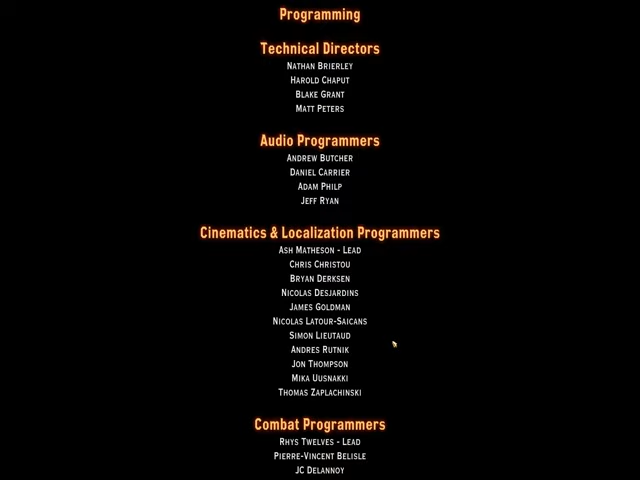 Programming
Technical Directors
Nathan Brierley
Harold Chaput
Blake Grant
Matt Peters
Audio Programmers
Andrew Butcher
Daniel Carrier
Adam Philp
Jeff Ryan
Cinematics & Localization Programmers
Ash Matheson - Lead
Chris Christou
Bryan Derksen
Nicolas Desjardins
James Goldman
Nicolas Latour-Saicans
Simon Lieutaud
Andres Rutnik
Jon Thompson
Mika Uusnakki
Thomas Zaplachinski
Combat Programmers
Rhys Twelves - Lead
Pierre-Vincent Belisle
JC Delannoy